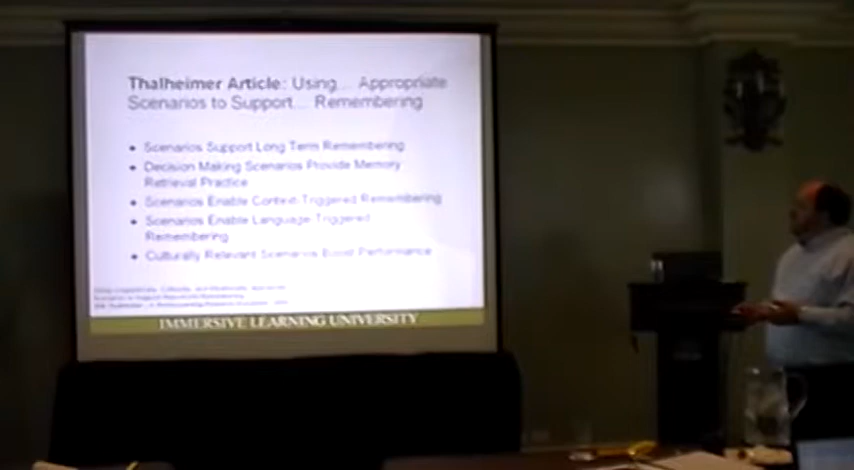 Thalheimer Article: Using... Appropriate
Scenarios to Support... Remembering
• Scenarios Support Long Term Remembering
• Decision Making Scenarios Provide Memory
Retrieval Practice
• Scenarios Enable Context-Triggered Remembering
• Scenarios Enable Language-Triggered
Remembering
• Culturally Relevant Scenarios Boost Performance
IMMERSIVE LEARNING UNIVERSITY